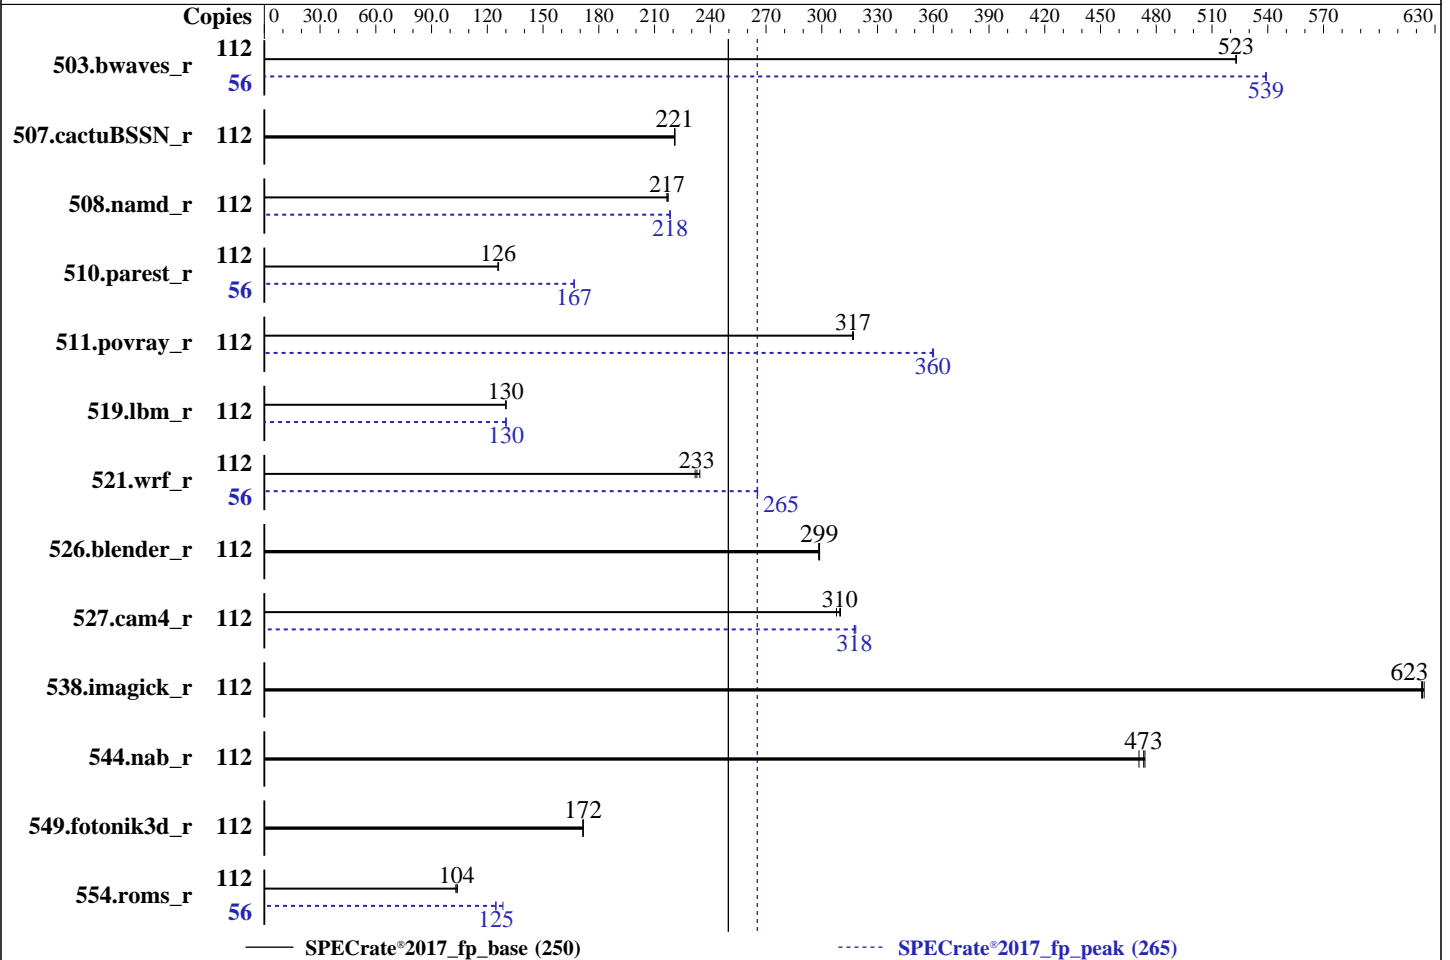 Copies 0 30.0 60.0 90.0 120 150 180 210 240 270 300 330 360 390 420 450 480 510 540 570 630
503.bwaves_r 112 523
56 539
507.cactuBSSN_r 112 221
508.namd_r 112 217
218
510.parest_r 112 126
56 167
511.povray_r 112 317
360
519.lbm_r 112 130
130
521.wrf_r 112 233
56 265
526.blender_r 112 299
527.cam4_r 112 310
318
538.imagick_r 112 623
544.nab_r 112 473
549.fotonik3d_r 112 172
554.roms_r 112 104
56 125
SPECrate®2017_fp_base (250) SPECrate®2017_fp_peak (265)